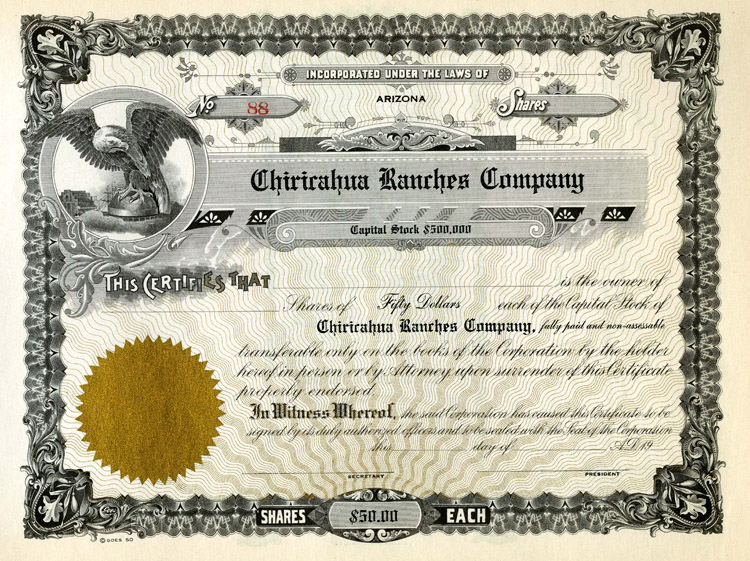 INCORPORATED UNDER THE LAWS OF
No 88
ARIZONA
Shares
Chiricahua Ranches Company
Capital Stock $500,000
THIS CERTIFIES THAT is the owner of
Shares of Fifty Dollars each of the Capital Stock of
Chiricahua Ranches Company, fully paid and non-assessable
transferable only on the books of the Corporation by the holder
hereof in person or by Attorney upon surrender of this Certificate
properly endorsed.
In Witness Whereof, the said Corporation has caused this Certificate to be
signed by its duly authorized officers and to be sealed with the Seal of the Corporation
this day of A.D. 19
SECRETARY PRESIDENT
SHARES $50.00 EACH
© GOES 50